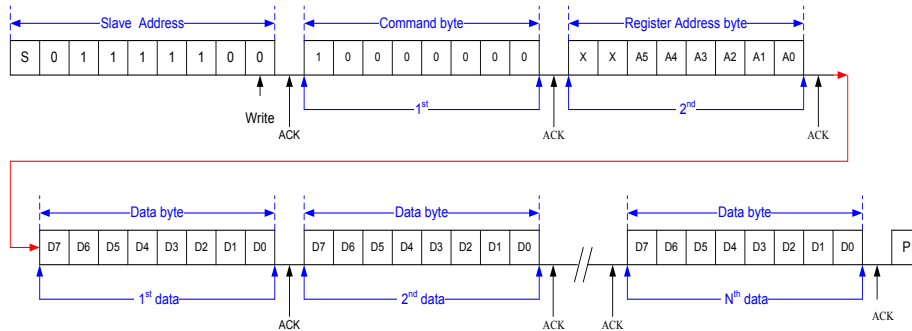 Slave Address Command byte Register Address byte
S 0 1 1 1 1 1 0 0 1 0 0 0 0 0 0 0 X X A5 A4 A3 A2 A1 A0
Write ACK 1st ACK 2nd ACK
Data byte Data byte Data byte
D7 D6 D5 D4 D3 D2 D1 D0 D7 D6 D5 D4 D3 D2 D1 D0 D7 D6 D5 D4 D3 D2 D1 D0 P
1st data ACK 2nd data ACK ACK Nth data ACK